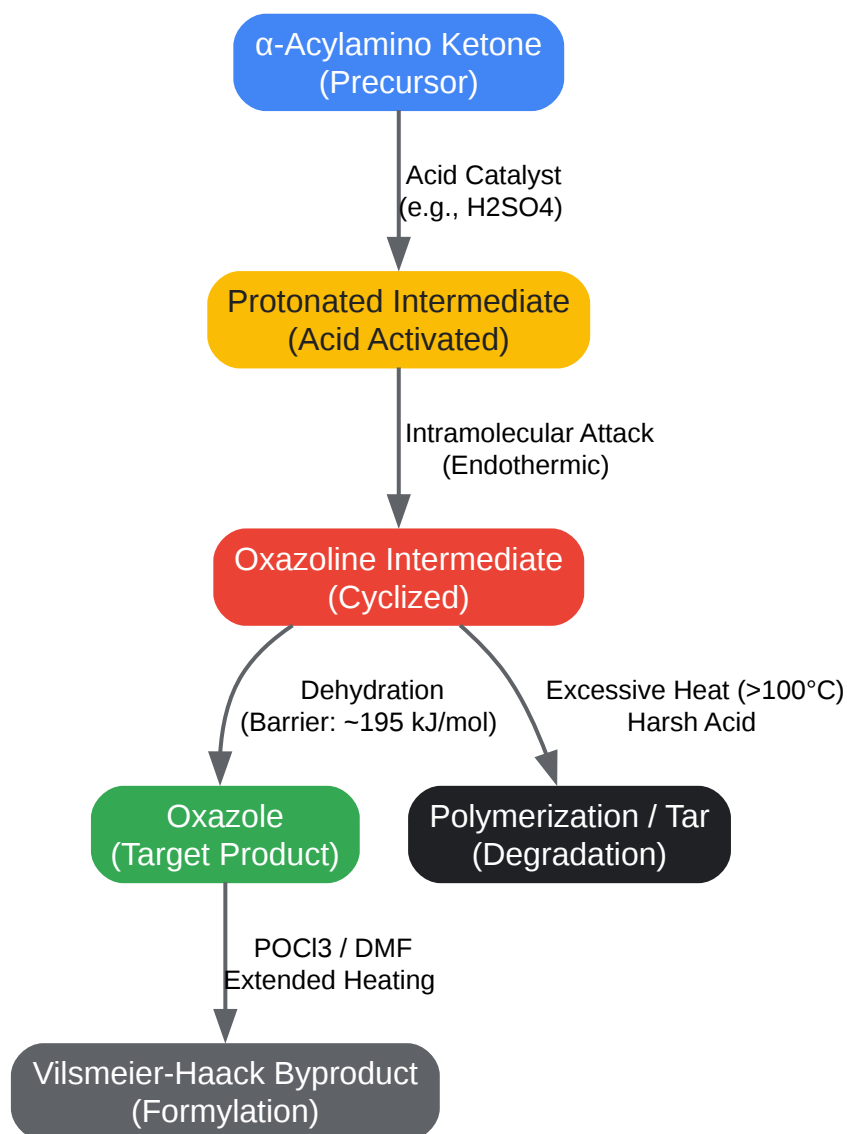 α-Acylamino Ketone
(Precursor)
Acid Catalyst
(e.g., H2SO4)
Protonated Intermediate
(Acid Activated)
Intramolecular Attack
(Endothermic)
Oxazoline Intermediate
(Cyclized)
Dehydration
(Barrier: ~195 kJ/mol)
Excessive Heat (>100°C)
Harsh Acid
Oxazole
(Target Product)
Polymerization / Tar
(Degradation)
POCl3 / DMF
Extended Heating
Vilsmeier-Haack Byproduct
(Formylation)